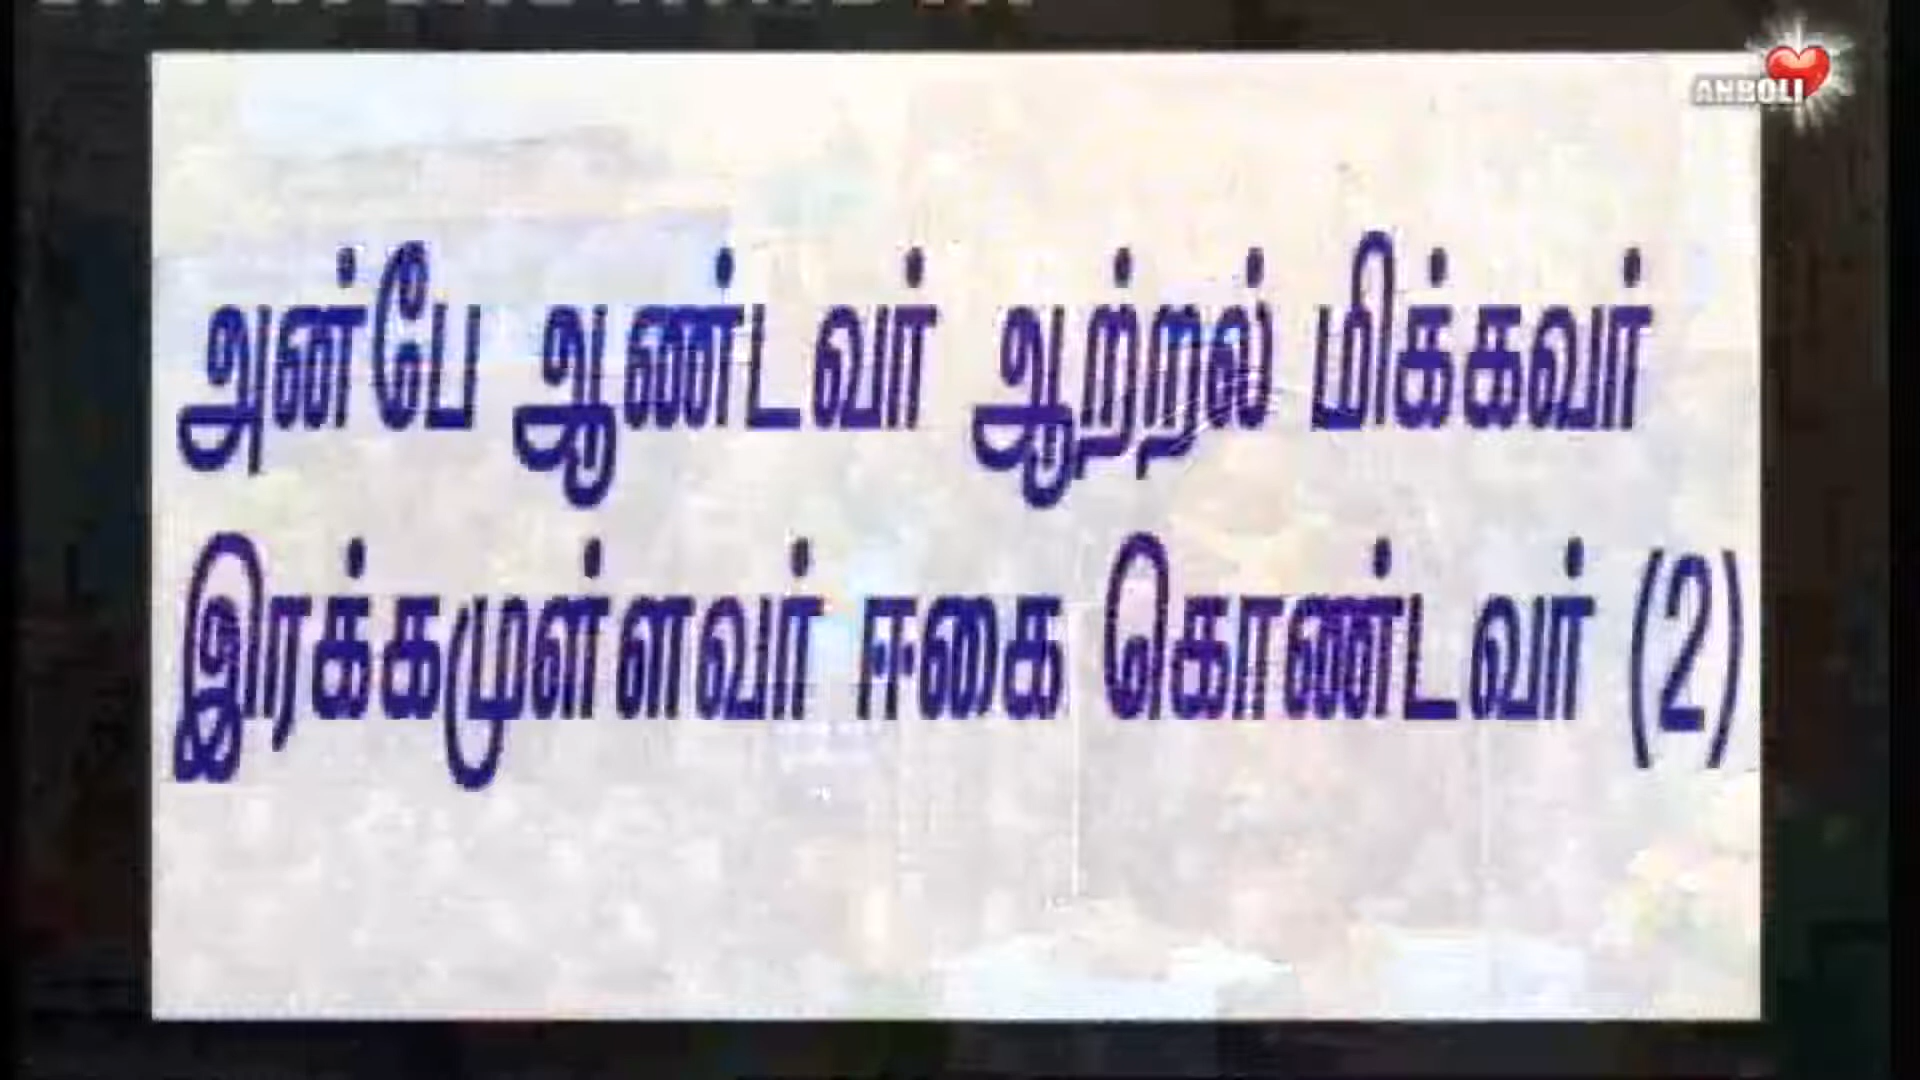 ANBOLI
அன்பே ஆண்டவர் ஆற்றல் மிக்கவர்
இரக்கமுள்ளவர் ஈகை கொண்டவர் (2)